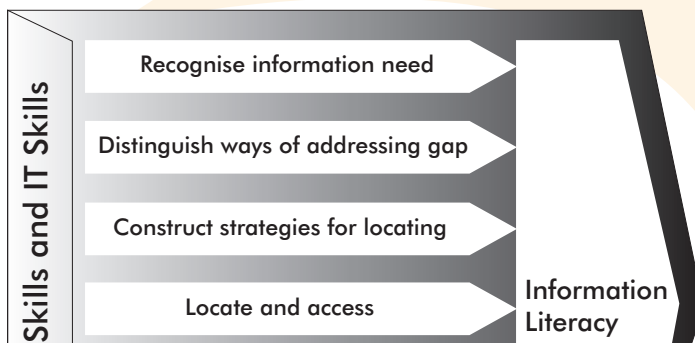 Skills and IT Skills
Recognise information need
Distinguish ways of addressing gap
Construct strategies for locating
Locate and access
Information
Literacy